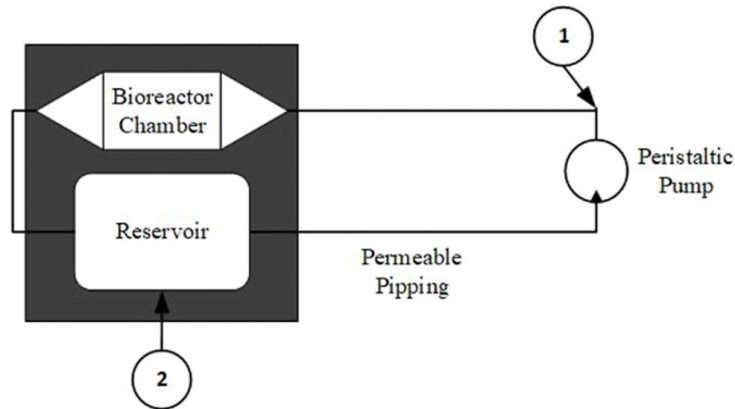 1
Bioreactor
Chamber
Peristaltic
Pump
Reservoir
Permeable
Pipping
2